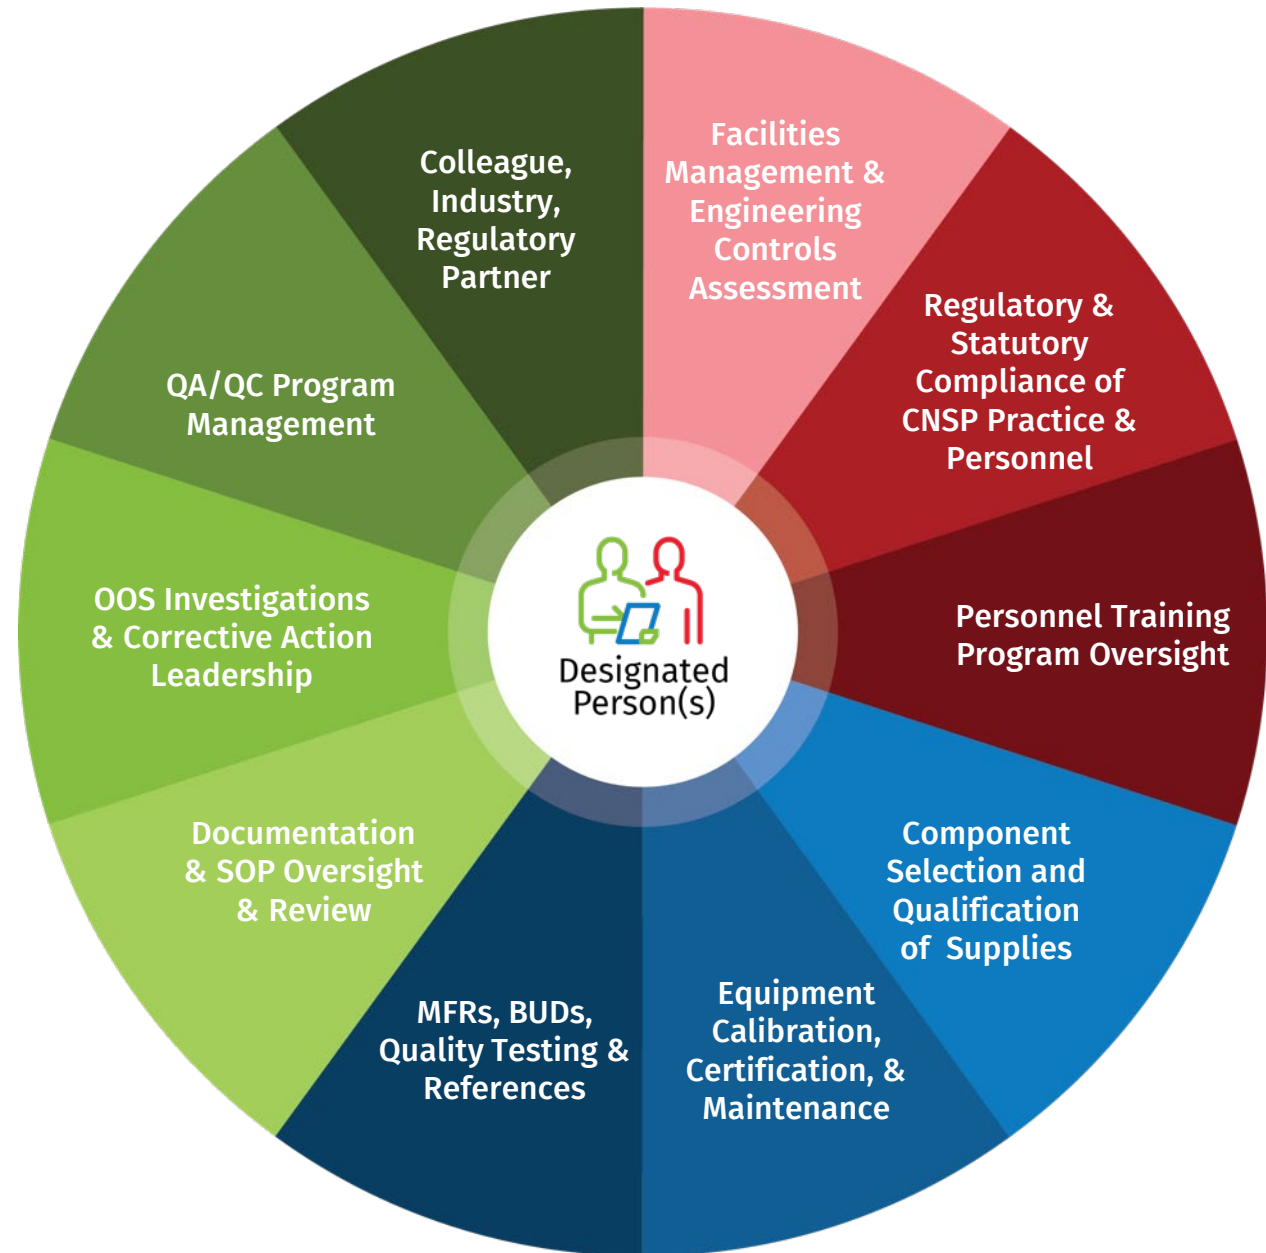 Facilities
Management &
Engineering
Controls
Assessment
Regulatory &
Statutory
Compliance of
CNSP Practice &
Personnel
Personnel Training
Program Oversight
Component
Selection and
Qualification
of Supplies
Equipment
Calibration,
Certification, &
Maintenance
MFRs, BUDs,
Quality Testing &
References
Documentation
& SOP Oversight
& Review
OOS Investigations
& Corrective Action
Leadership
QA/QC Program
Management
Colleague,
Industry,
Regulatory
Partner
Designated
Person(s)